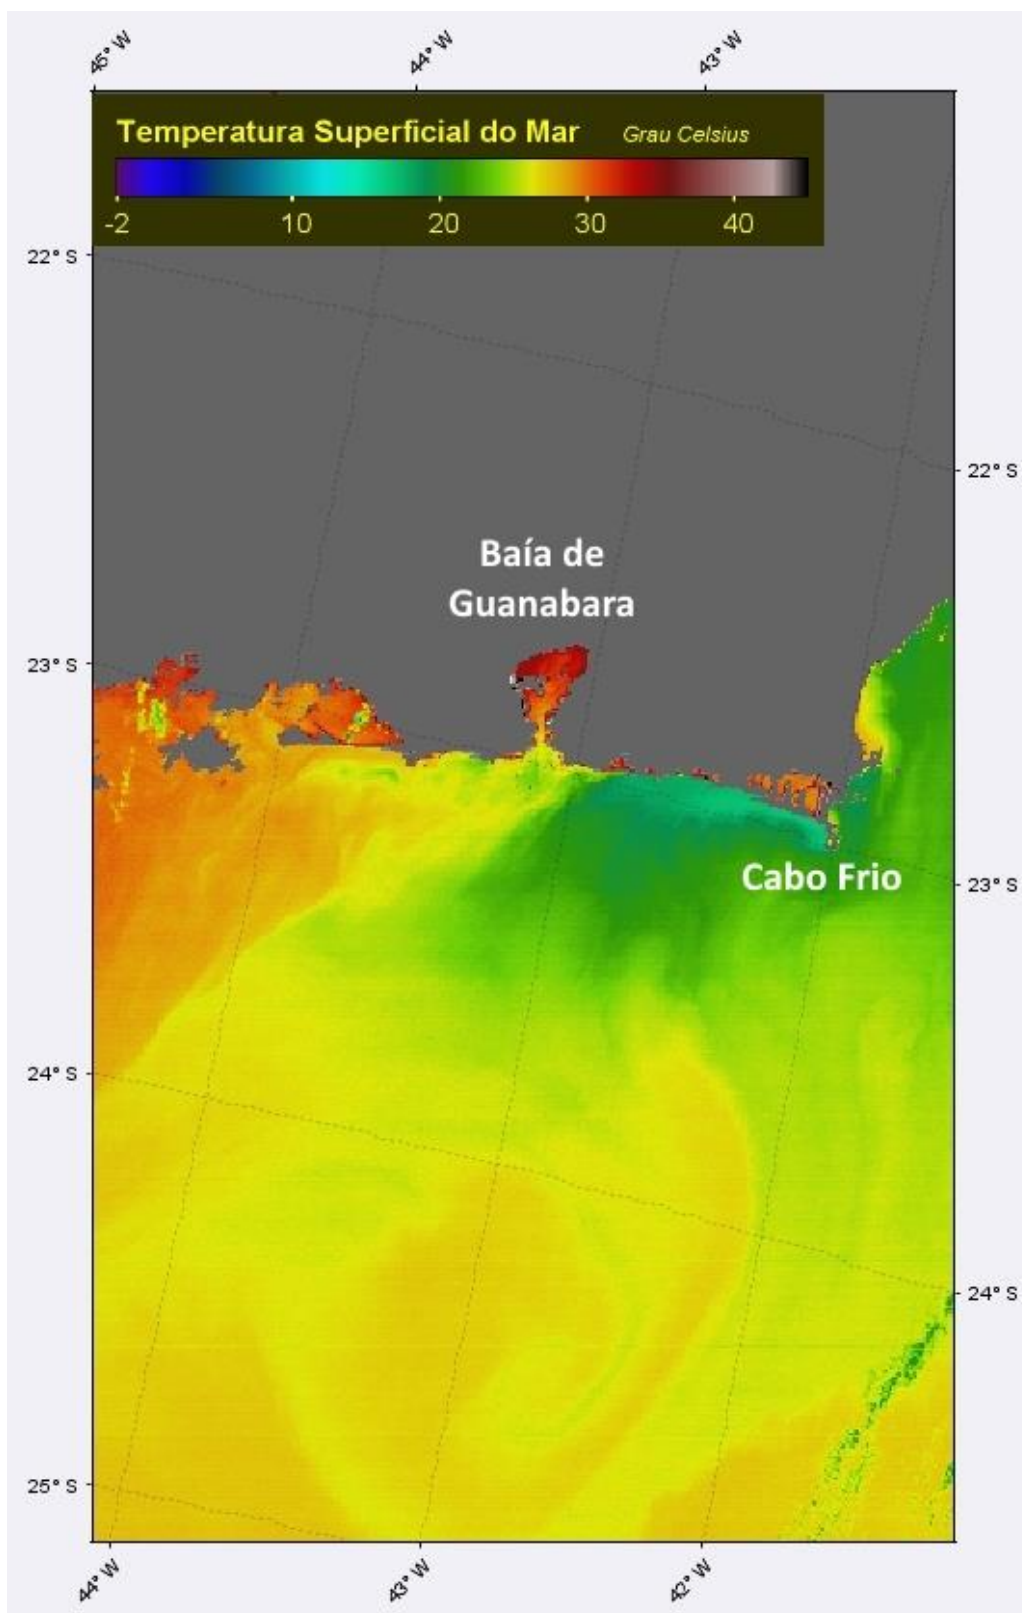 45° W
44° W
43° W
Temperatura Superficial do Mar Grau Celsius
-2 10 20 30 40
22° S
22° S
Baía de
Guanabara
23° S
Cabo Frio
23° S
24° S
24° S
25° S
44° W
43° W
42° W